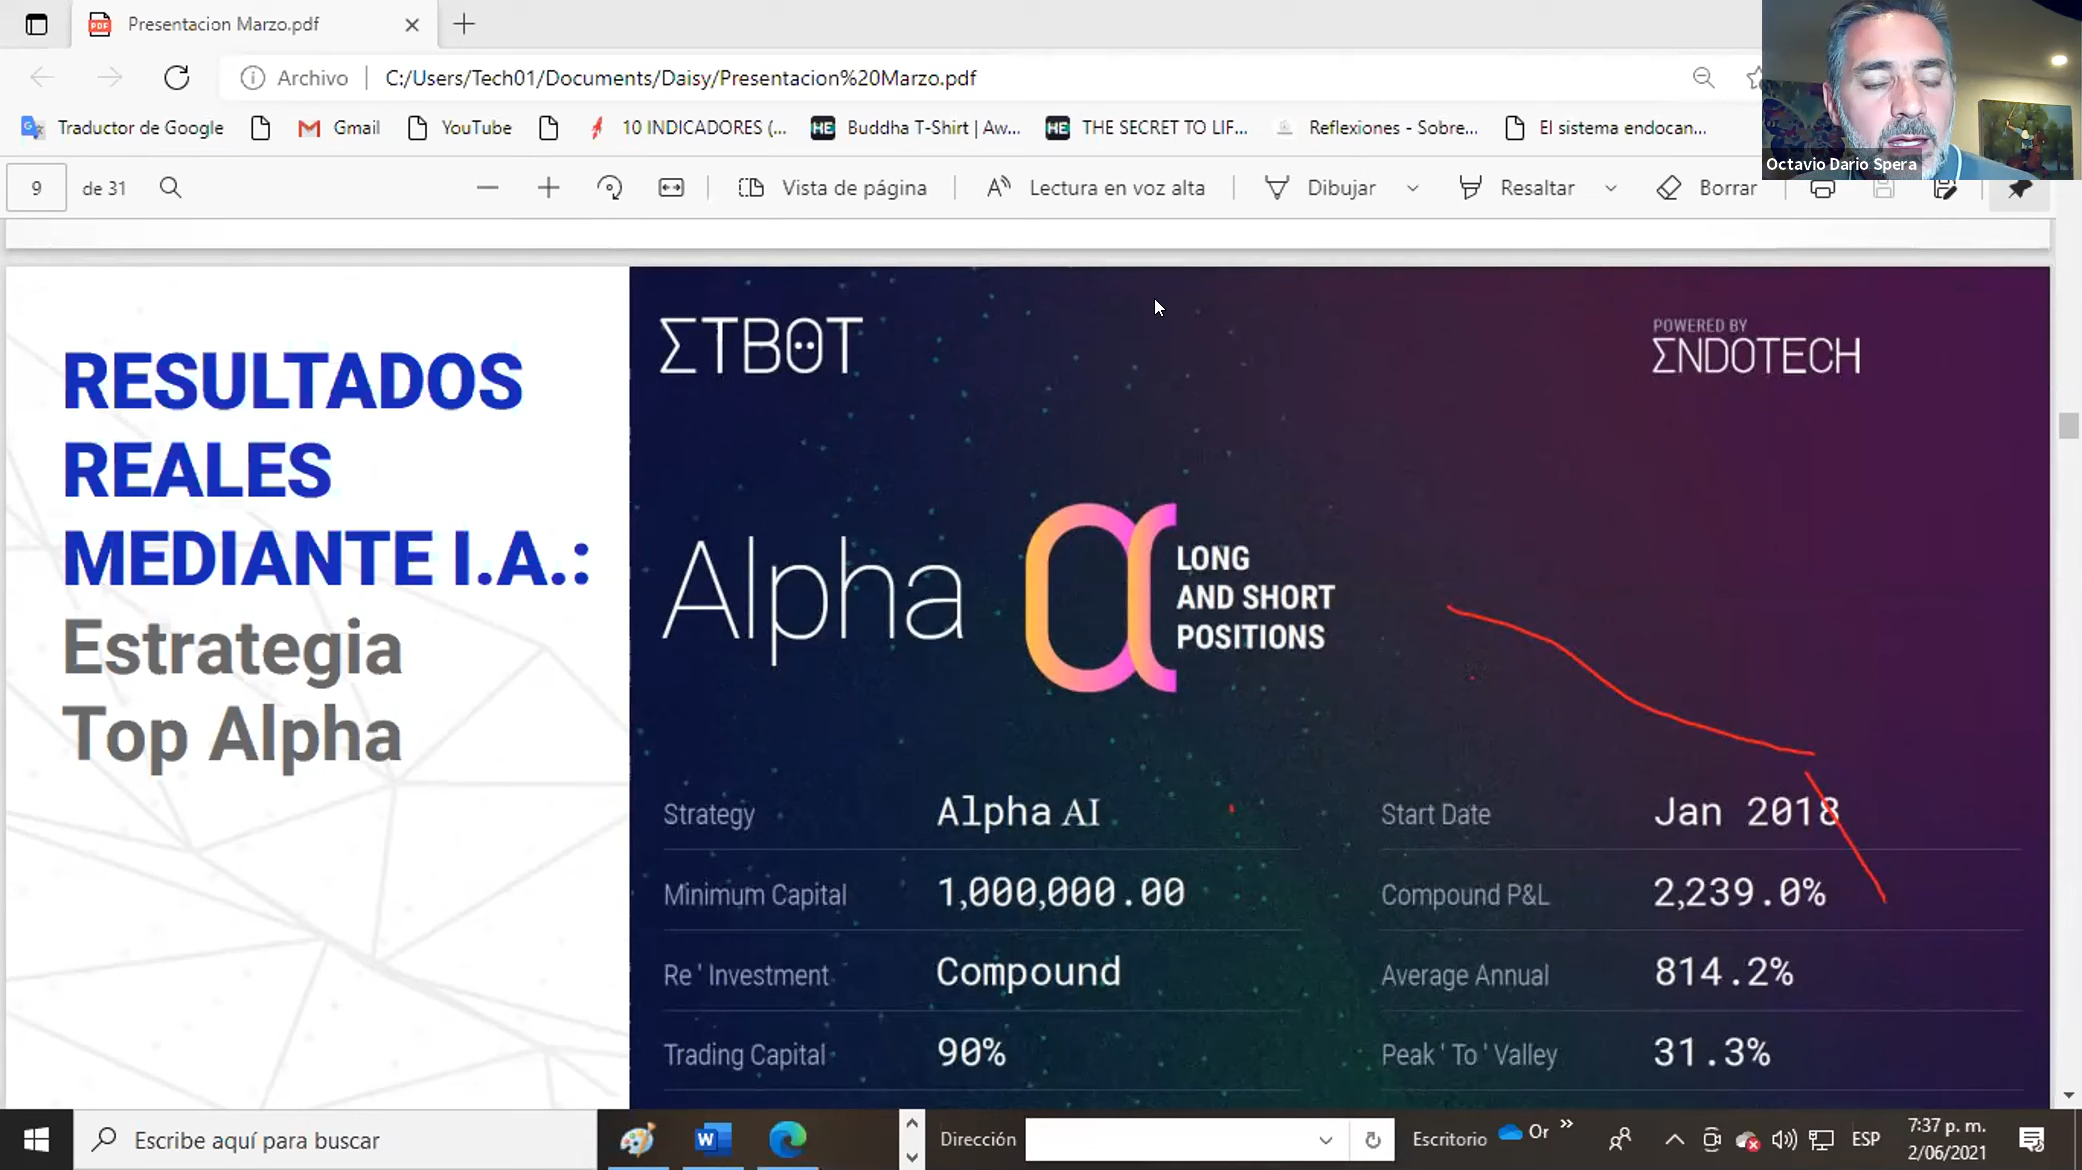 Presentacion Marzo.pdf
Archivo
C:/Users/Tech01/Documents/Daisy/Presentacion%20Marzo.pdf
Traductor de Google
Gmail
YouTube
10 INDICADORES (...
Buddha T-Shirt | Aw...
THE SECRET TO LIF...
Reflexiones - Sobre...
El sistema endocan...
Octavio Dario Spera
9 de 31
Vista de página
Lectura en voz alta
Dibujar
Resaltar
Borrar
RESULTADOS
REALES
MEDIANTE I.A.:
Estrategia
Top Alpha
ΣTBOT
POWERED BY
ΣNDOTECH
Alpha
LONG
AND SHORT
POSITIONS
Strategy Alpha AI
Start Date Jan 2018
Minimum Capital 1,000,000.00
Compound P&L 2,239.0%
Re ' Investment Compound
Average Annual 814.2%
Trading Capital 90%
Peak ' To ' Valley 31.3%
Escribe aquí para buscar
Dirección
Escritorio
Or
ESP
7:37 p. m.
2/06/2021